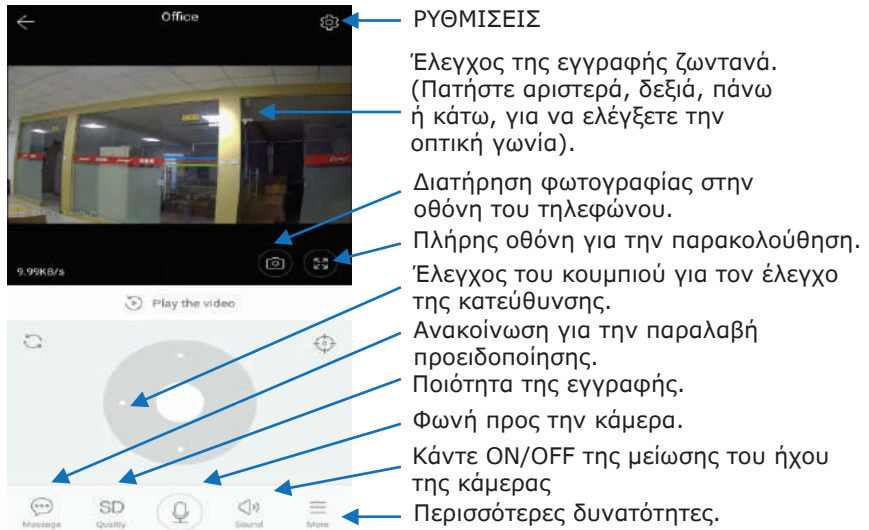 Office
9.99KB/s
Play the video
Message
SD
Quality
Sound
More
ΡΥΘΜΙΣΕΙΣ
Έλεγχος της εγγραφής ζωντανά.
(Πατήστε αριστερά, δεξιά, πάνω
ή κάτω, για να ελέγξετε την
οπτική γωνία).
Διατήρηση φωτογραφίας στην
οθόνη του τηλεφώνου.
Πλήρης οθόνη για την παρακολούθηση.
Έλεγχος του κουμπιού για τον έλεγχο
της κατεύθυνσης.
Ανακοίνωση για την παραλαβή
προειδοποίησης.
Ποιότητα της εγγραφής.
Φωνή προς την κάμερα.
Κάντε ON/OFF της μείωσης του ήχου
της κάμερας
Περισσότερες δυνατότητες.